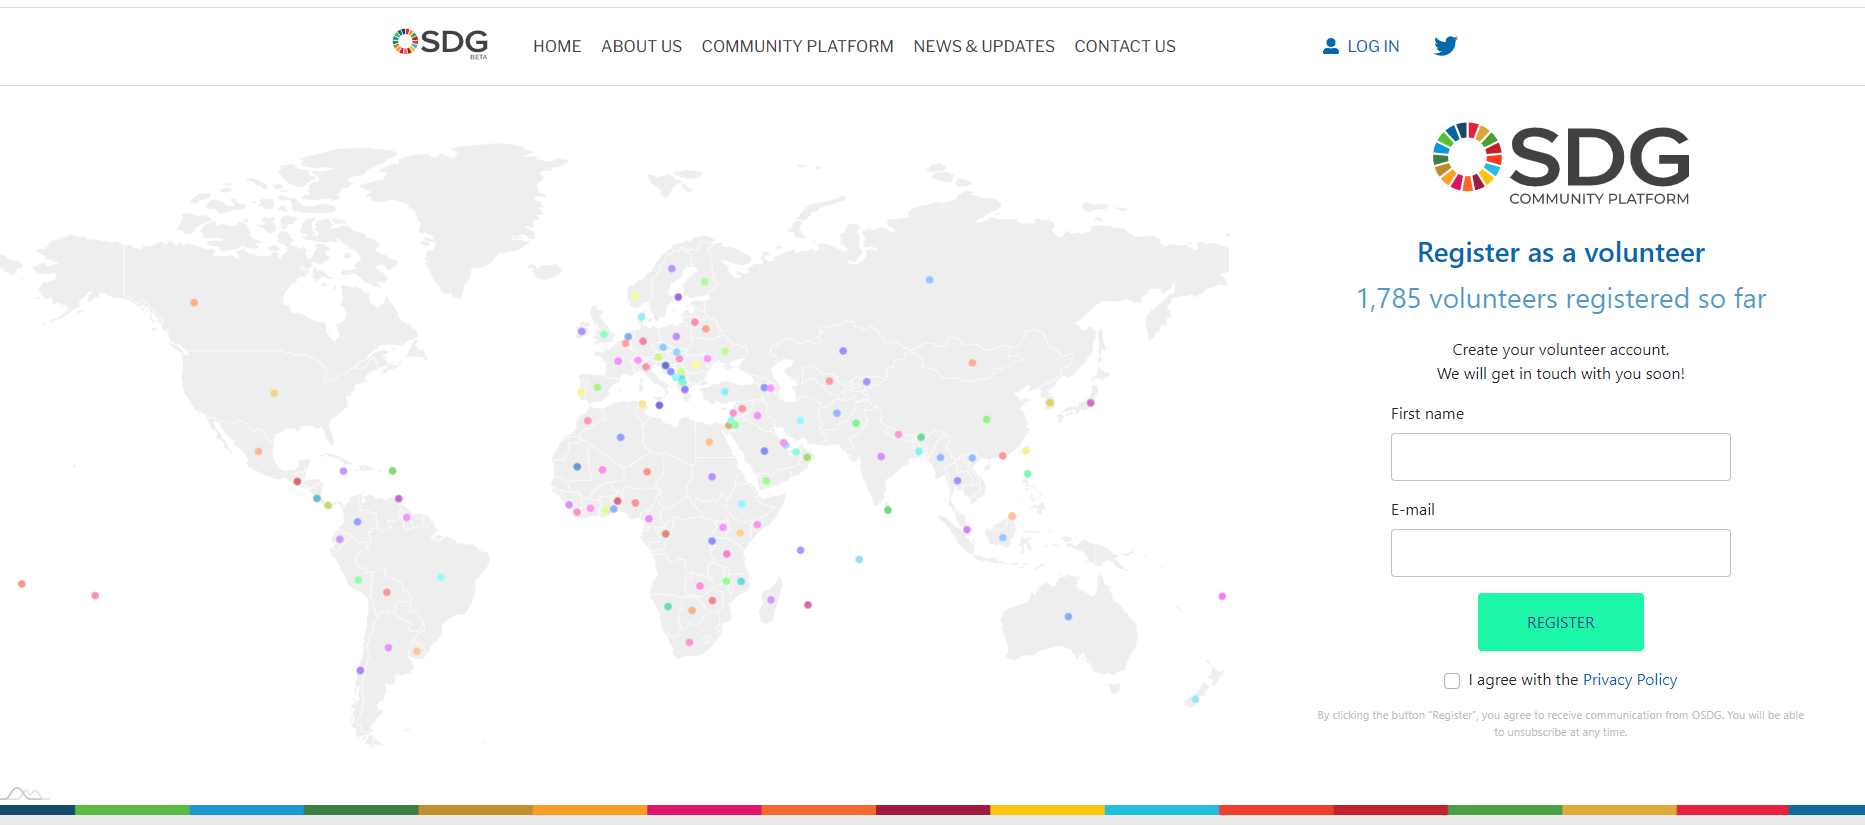 OSDG
BETA
HOME
ABOUT US
COMMUNITY PLATFORM
NEWS & UPDATES
CONTACT US
LOG IN
OSDG
COMMUNITY PLATFORM
Register as a volunteer
1,785 volunteers registered so far
Create your volunteer account.
We will get in touch with you soon!
First name
E-mail
REGISTER
I agree with the Privacy Policy
By clicking the button "Register", you agree to receive communication from OSDG. You will be able
to unsubscribe at any time.